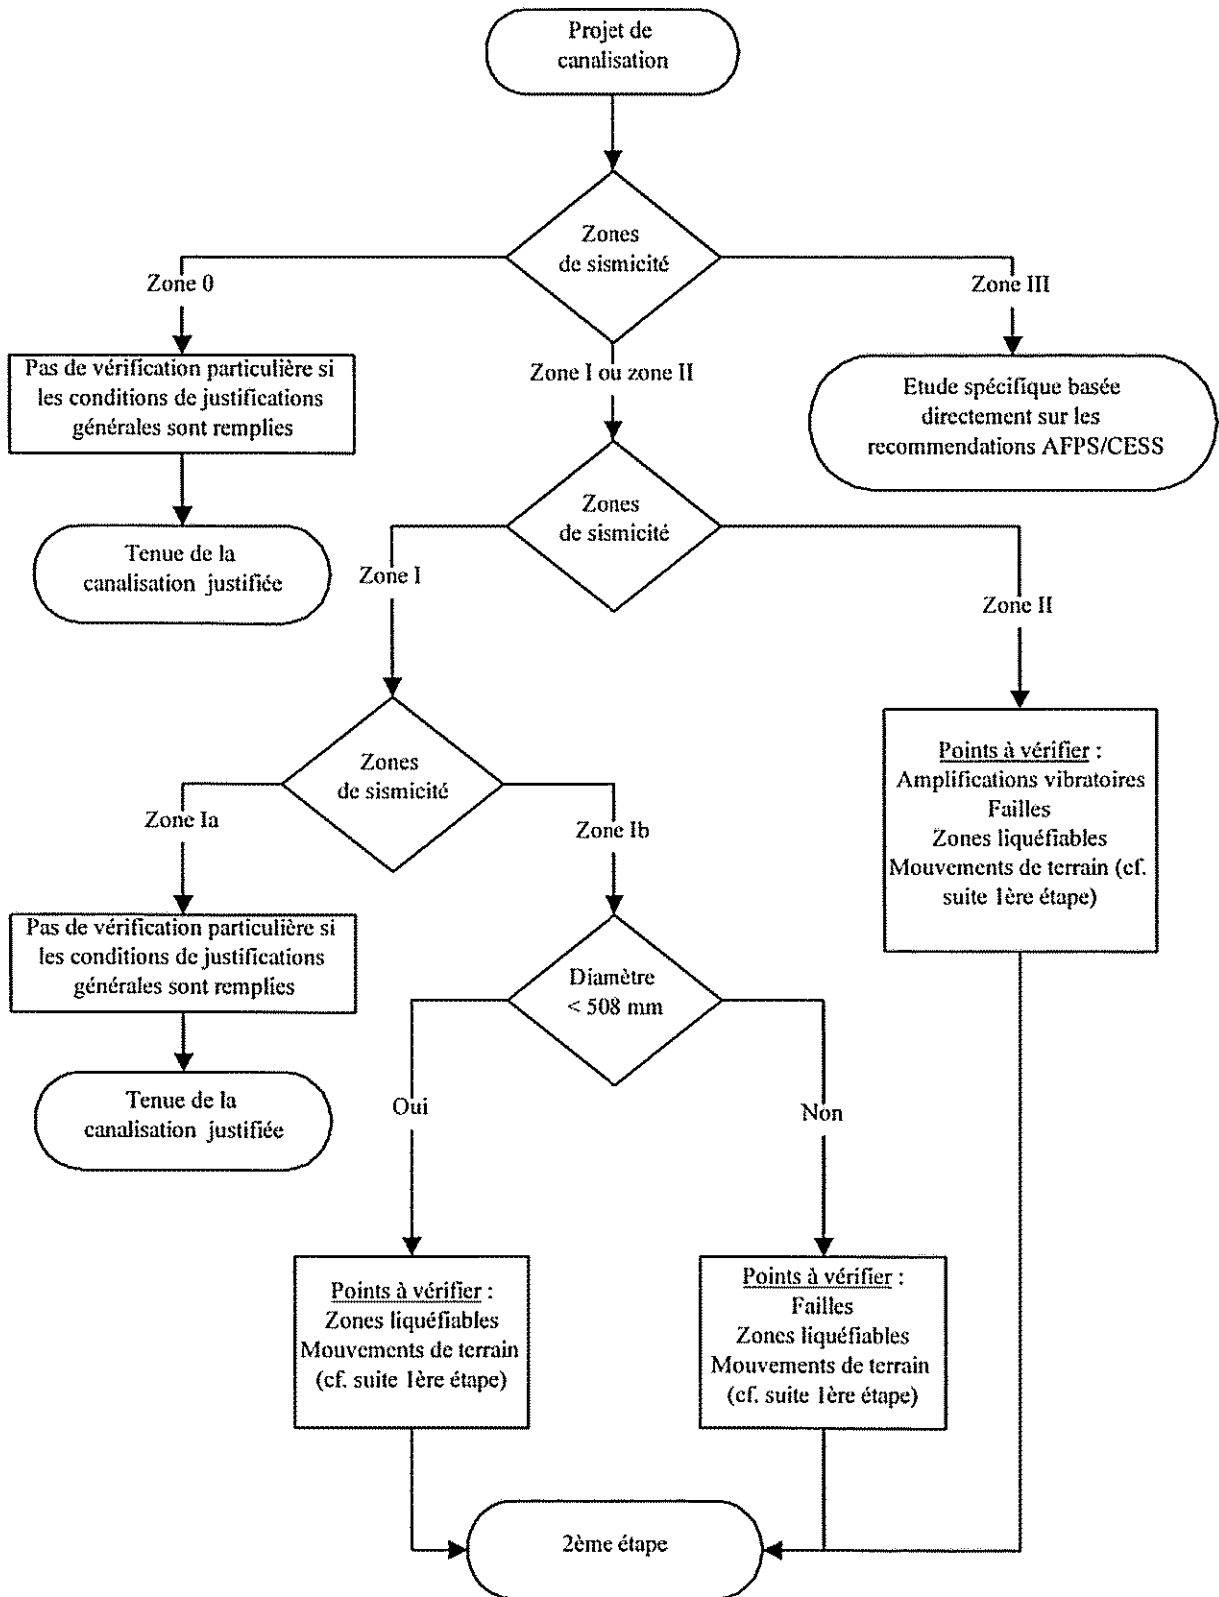 Projet de
canalisation
Zones
de sismicité
Zone 0
Zone III
Zone I ou zone II
Pas de vérification particulière si
les conditions de justifications
générales sont remplies
Etude spécifique basée
directement sur les
recommendations AFPS/CESS
Zones
de sismicité
Tenue de la
canalisation justifiée
Zone I
Zone II
Zones
de sismicité
Points à vérifier :
Amplifications vibratoires
Failles
Zones liquéfiables
Mouvements de terrain (cf.
suite 1ère étape)
Zone Ia
Zone Ib
Pas de vérification particulière si
les conditions de justifications
générales sont remplies
Diamètre
< 508 mm
Tenue de la
canalisation justifiée
Oui
Non
Points à vérifier :
Zones liquéfiables
Mouvements de terrain
(cf. suite 1ère étape)
Points à vérifier :
Failles
Zones liquéfiables
Mouvements de terrain
(cf. suite 1ère étape)
2ème étape